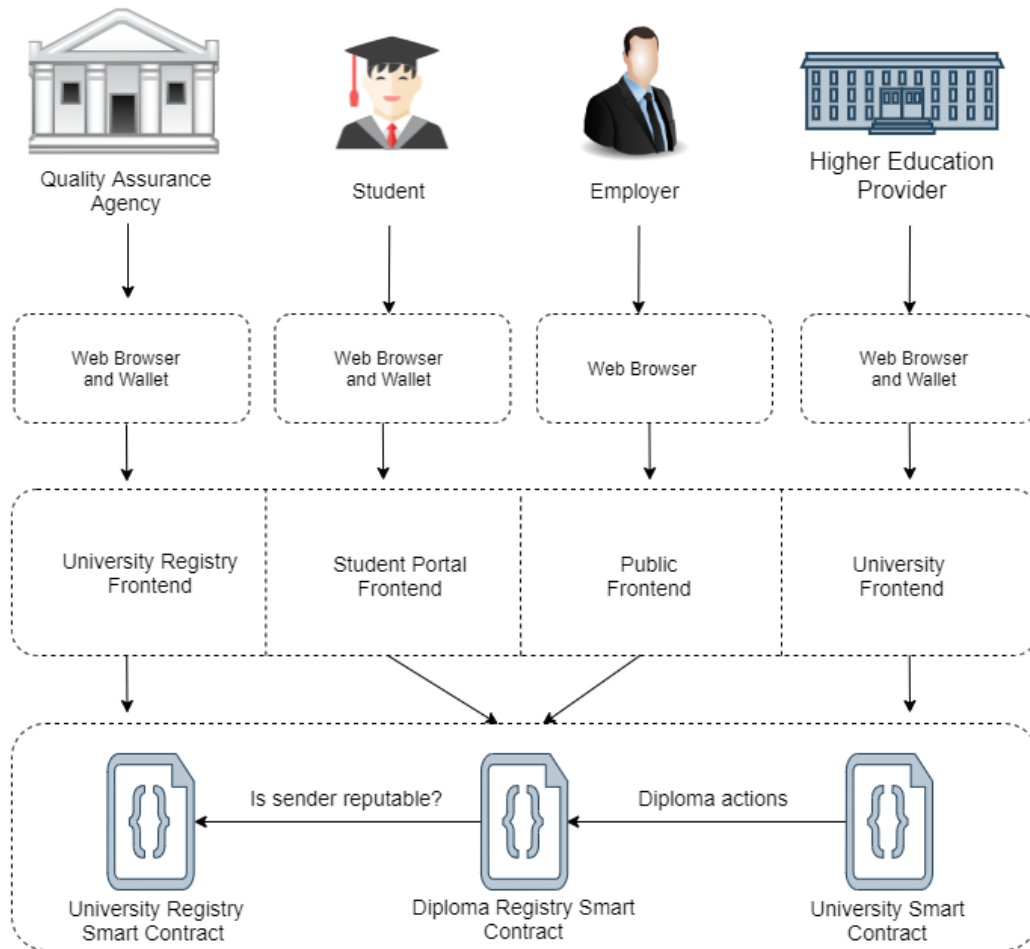 Quality Assurance
Agency
Student
Employer
Higher Education
Provider
Web Browser
and Wallet
Web Browser
and Wallet
Web Browser
Web Browser
and Wallet
University Registry
Frontend
Student Portal
Frontend
Public
Frontend
University
Frontend
Is sender reputable?
Diploma actions
University Registry
Smart Contract
Diploma Registry Smart
Contract
University Smart
Contract